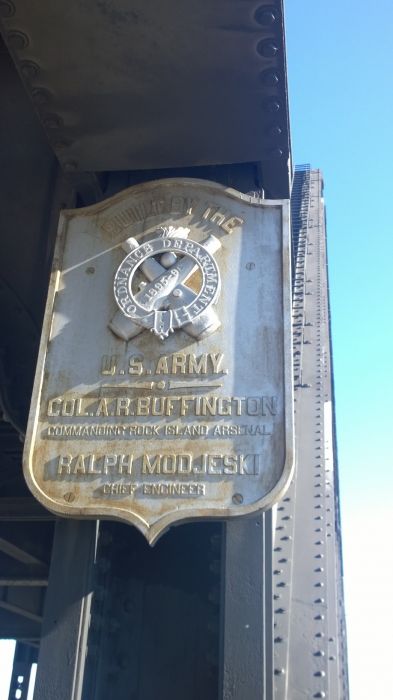 BUILT BY THE
ORDNANCE DEPARTMENT
U.S. ARMY.
COL. A.R. BUFFINGTON
COMMANDING ROCK ISLAND ARSENAL
RALPH MODJESKI
CHIEF ENGINEER